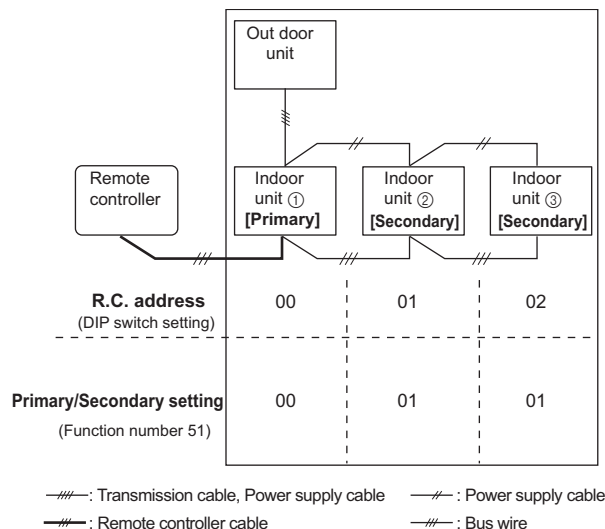 Out door
unit
Remote
controller
Indoor
unit ①
[Primary]
Indoor
unit ②
[Secondary]
Indoor
unit ③
[Secondary]
R.C. address
(DIP switch setting)
00
01
02
Primary/Secondary setting
(Function number 51)
00
01
01
: Transmission cable, Power supply cable
: Power supply cable
: Remote controller cable
: Bus wire